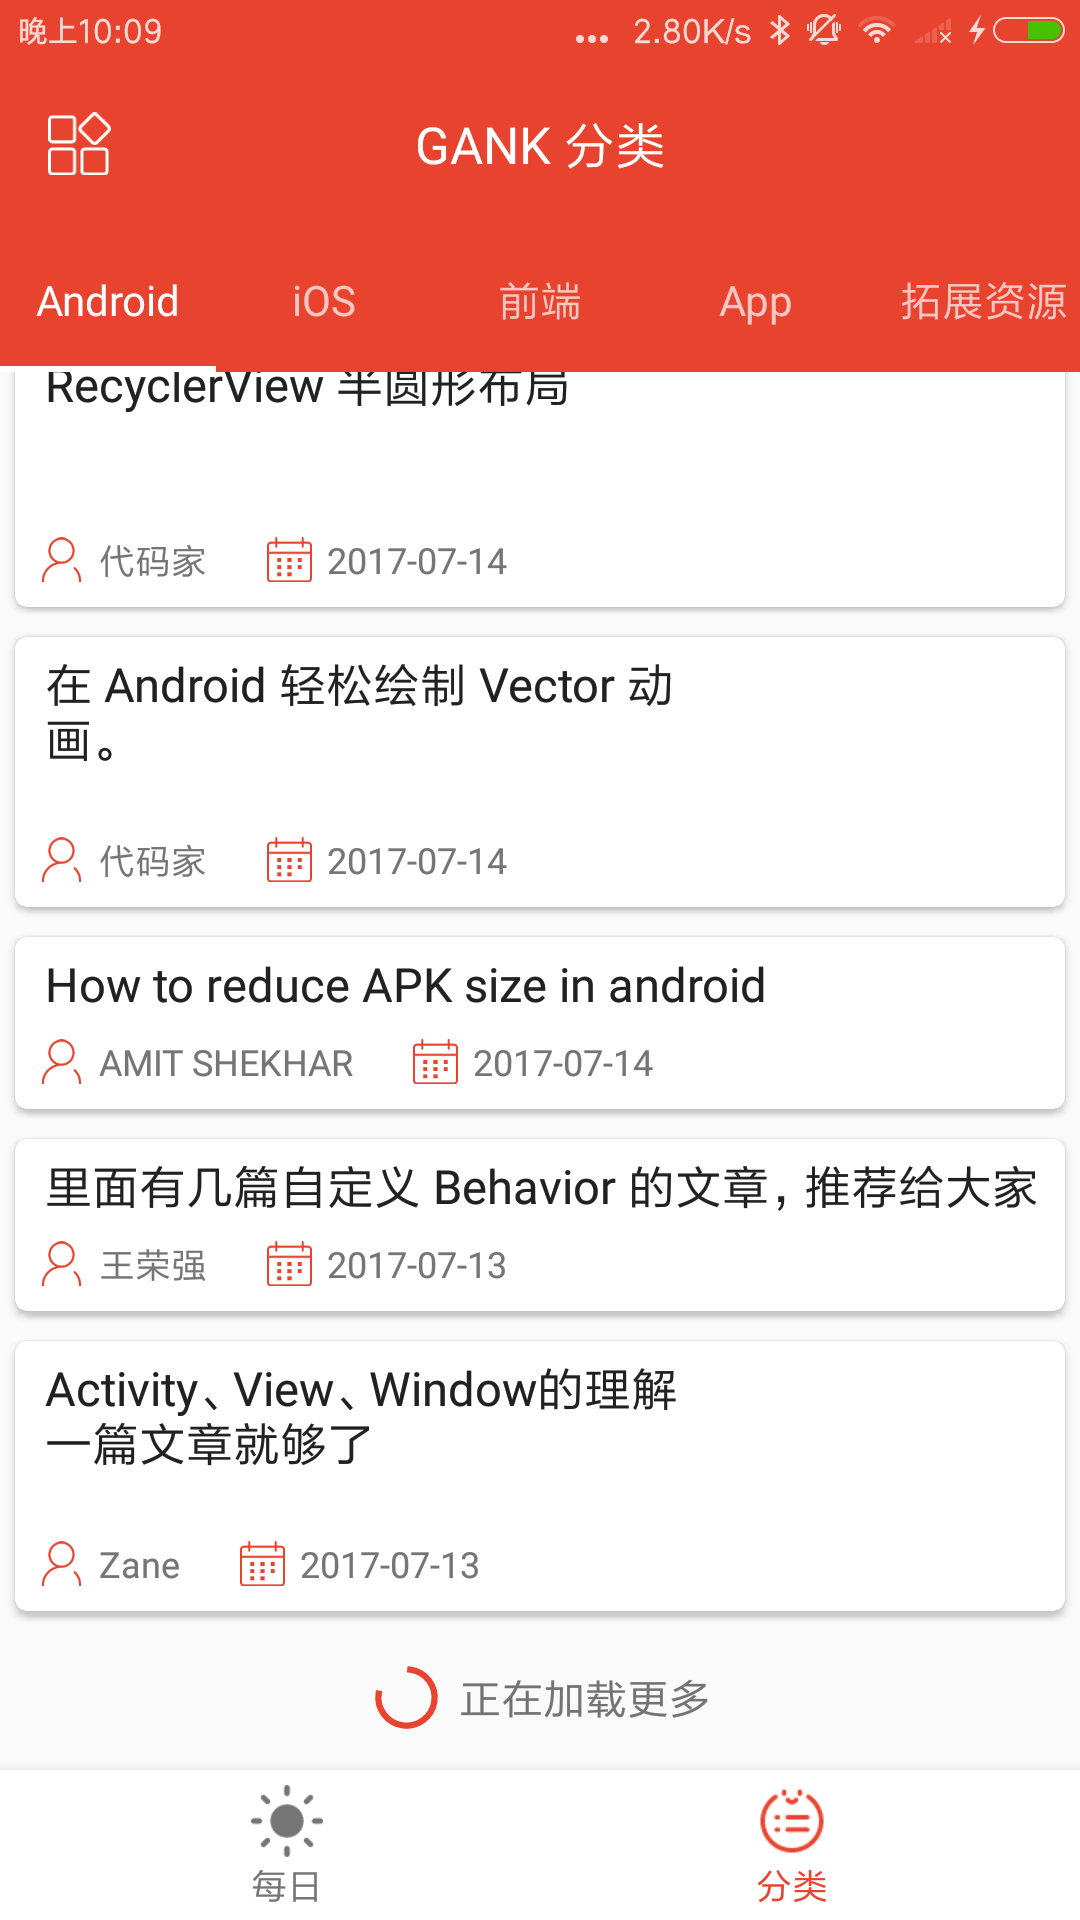 晚上10:09
... 2.80K/s
GANK 分类
Android iOS 前端 App 拓展资源
RecyclerView 半圆形布局
代码家 2017-07-14
在 Android 轻松绘制 Vector 动
画。
代码家 2017-07-14
How to reduce APK size in android
AMIT SHEKHAR 2017-07-14
里面有几篇自定义 Behavior 的文章，推荐给大家
王荣强 2017-07-13
Activity、View、Window的理解
一篇文章就够了
Zane 2017-07-13
正在加载更多
每日 分类